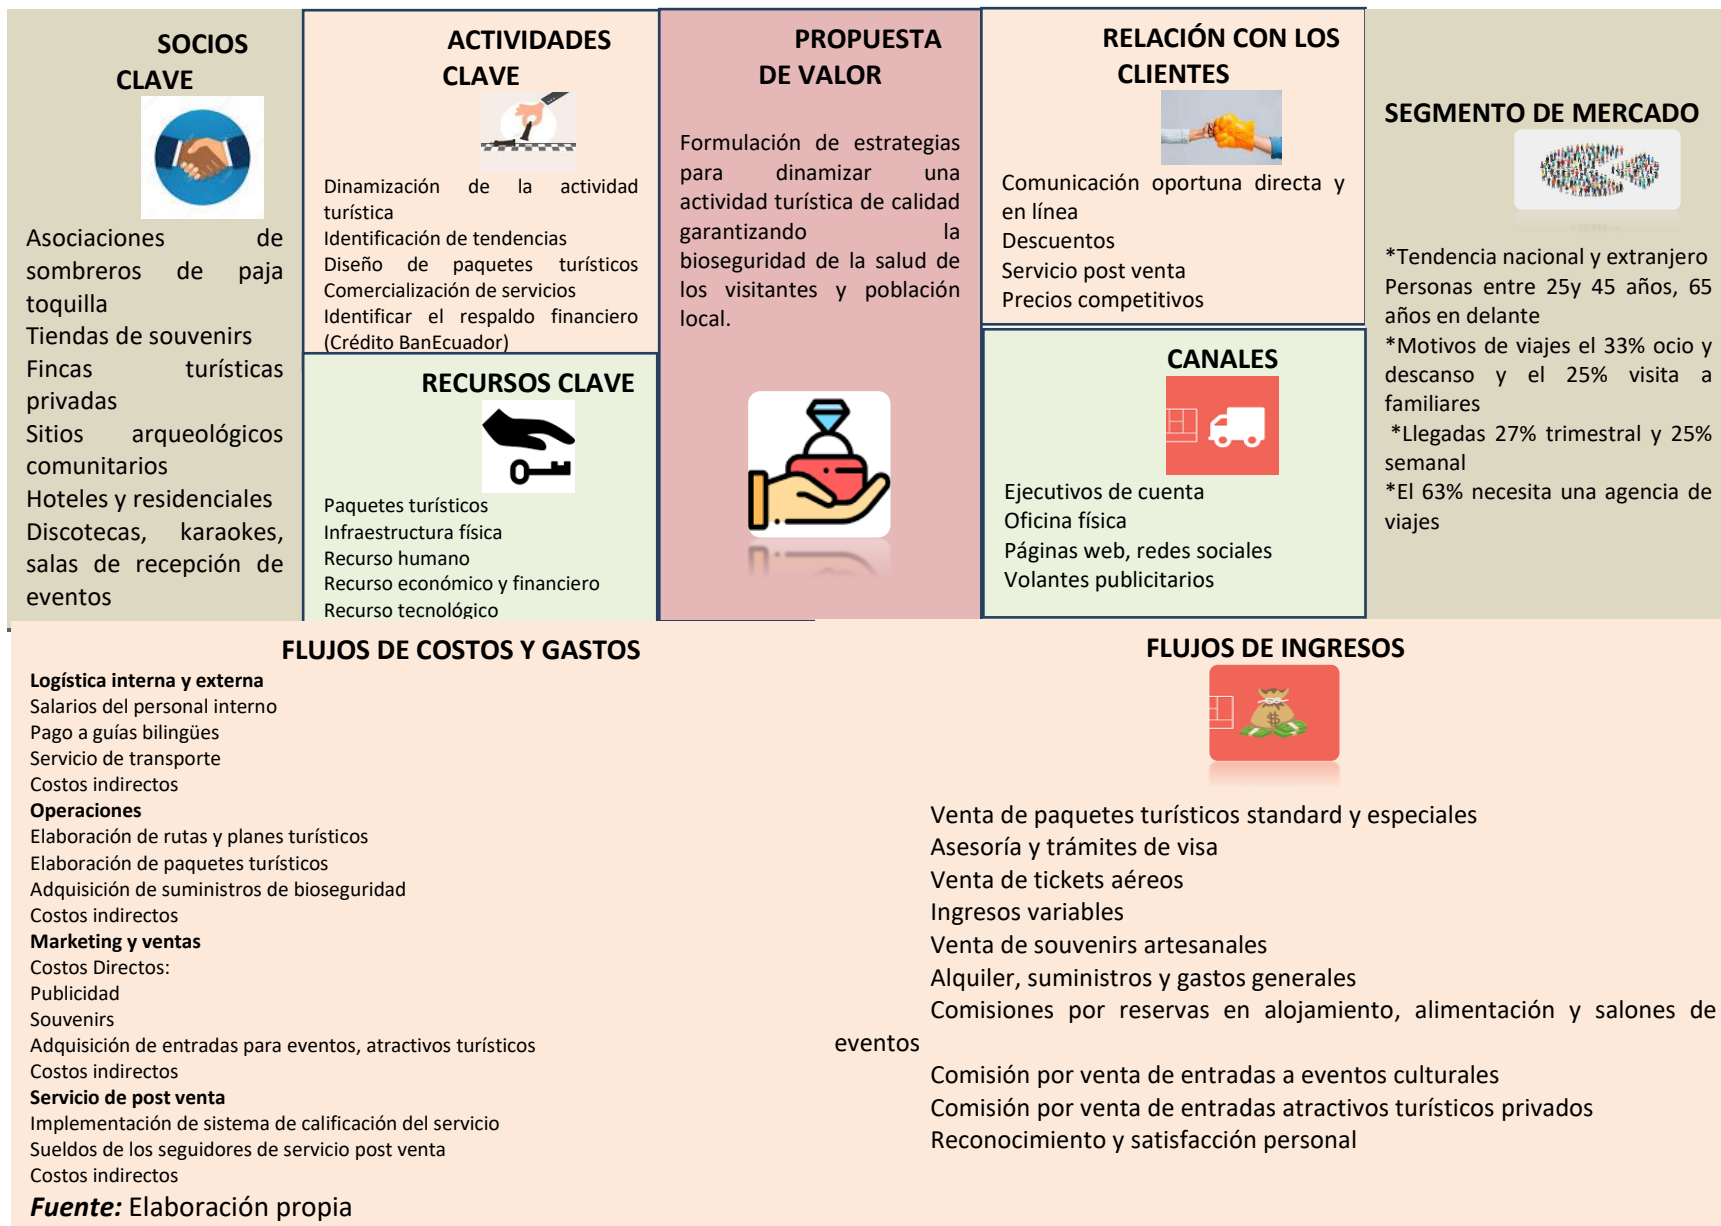 SOCIOS
CLAVE
Asociaciones de
sombreros de paja
toquilla
Tiendas de souvenirs
Fincas turísticas
privadas
Sitios arqueológicos
comunitarios
Hoteles y residenciales
Discotecas, karaokes,
salas de recepción de
eventos
ACTIVIDADES
CLAVE
Dinamización de la actividad
turística
Identificación de tendencias
Diseño de paquetes turísticos
Comercialización de servicios
Identificar el respaldo financiero
(Crédito BanEcuador)
RECURSOS CLAVE
Paquetes turísticos
Infraestructura física
Recurso humano
Recurso económico y financiero
Recurso tecnológico
PROPUESTA
DE VALOR
Formulación de estrategias
para dinamizar una
actividad turística de calidad
garantizando la
bioseguridad de la salud de
los visitantes y población
local.
RELACIÓN CON LOS
CLIENTES
Comunicación oportuna directa y
en línea
Descuentos
Servicio post venta
Precios competitivos
CANALES
Ejecutivos de cuenta
Oficina física
Páginas web, redes sociales
Volantes publicitarios
SEGMENTO DE MERCADO
*Tendencia nacional y extranjero
Personas entre 25y 45 años, 65
años en delante
*Motivos de viajes el 33% ocio y
descanso y el 25% visita a
familiares
*Llegadas 27% trimestral y 25%
semanal
*El 63% necesita una agencia de
viajes
FLUJOS DE COSTOS Y GASTOS
Logística interna y externa
Salarios del personal interno
Pago a guías bilingües
Servicio de transporte
Costos indirectos
Operaciones
Elaboración de rutas y planes turísticos
Elaboración de paquetes turísticos
Adquisición de suministros de bioseguridad
Costos indirectos
Marketing y ventas
Costos Directos:
Publicidad
Souvenirs
Adquisición de entradas para eventos, atractivos turísticos
Costos indirectos
Servicio de post venta
Implementación de sistema de calificación del servicio
Sueldos de los seguidores de servicio post venta
Costos indirectos
Fuente: Elaboración propia
FLUJOS DE INGRESOS
Venta de paquetes turísticos standard y especiales
Asesoría y trámites de visa
Venta de tickets aéreos
Ingresos variables
Venta de souvenirs artesanales
Alquiler, suministros y gastos generales
Comisiones por reservas en alojamiento, alimentación y salones de
eventos
Comisión por venta de entradas a eventos culturales
Comisión por venta de entradas atractivos turísticos privados
Reconocimiento y satisfacción personal